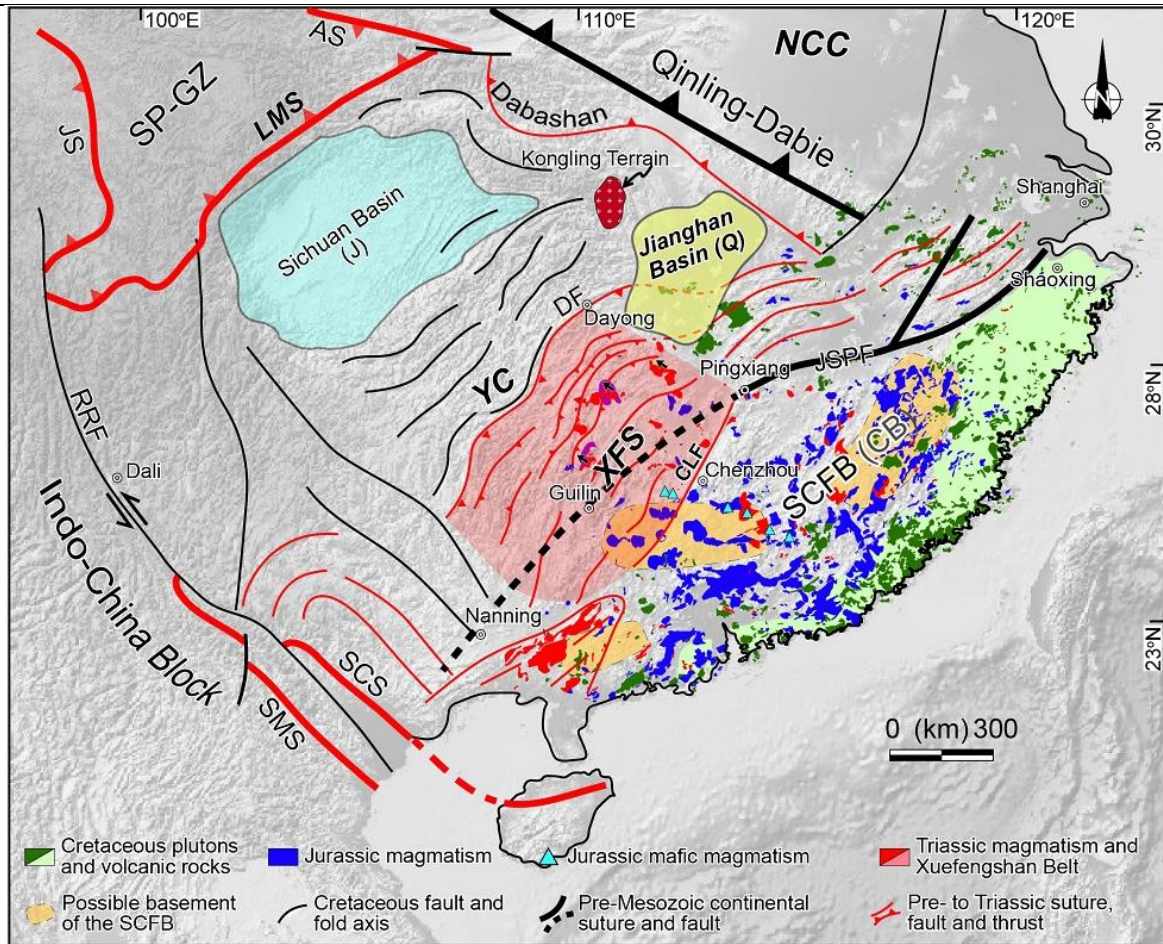 100°E
110°E
120°E
30°N
28°N
23°N
AS
NCC
SP-GZ
JS
LMS
Qinling-Dabie
Dabashan
Kongling Terrain
Shanghai
Sichuan Basin
(J)
Jianghan
Basin (Q)
Shaoxing
DF
Dayong
JSPF
Pingxiang
YC
RRF
XFS
CLF
SCFB (CB)
Dali
Chenzhou
Guilin
Indo-China Block
Nanning
SCS
SMS
0 (km) 300
N
Cretaceous plutons
and volcanic rocks
Jurassic magmatism
Jurassic mafic magmatism
Triassic magmatism and
Xuefengshan Belt
Possible basement
of the SCFB
Cretaceous fault and
fold axis
Pre-Mesozoic continental
suture and fault
Pre- to Triassic suture,
fault and thrust